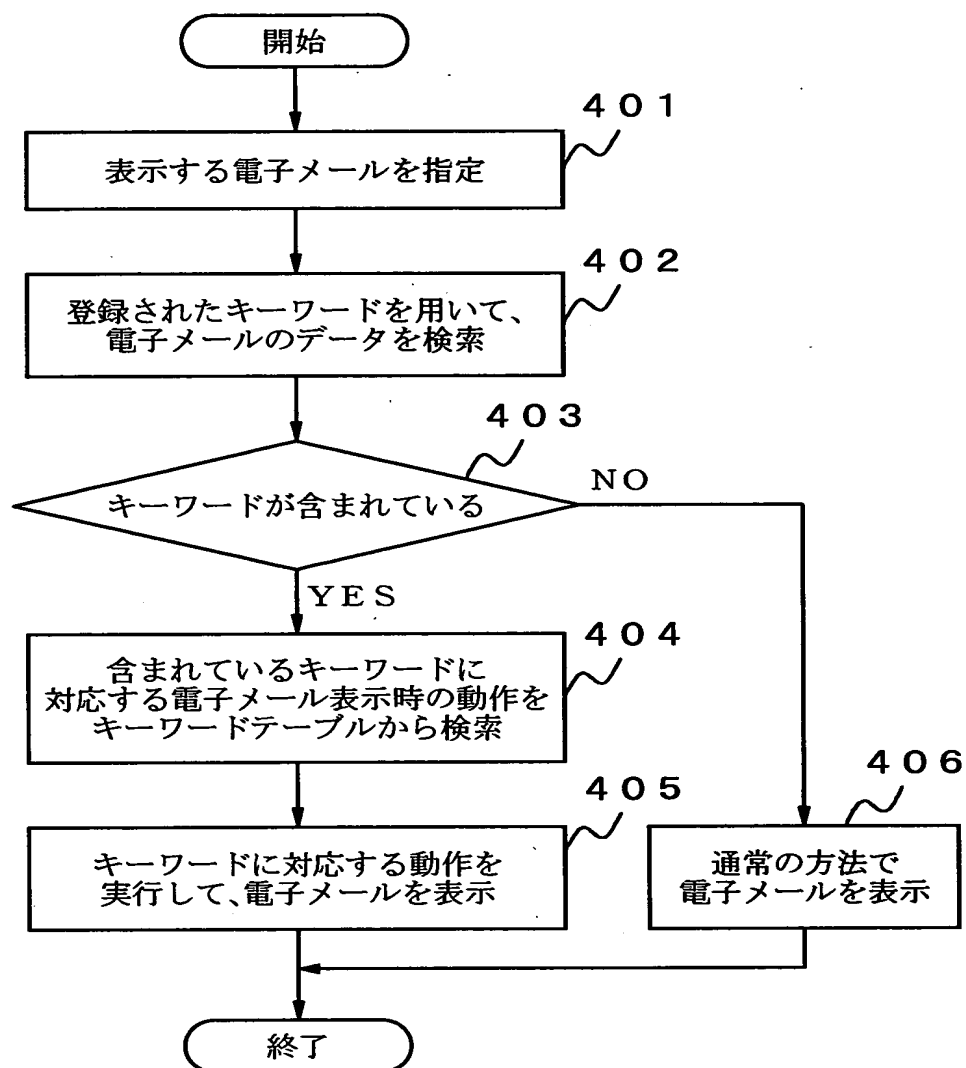 開始
401
表示する電子メールを指定
402
登録されたキーワードを用いて、
電子メールのデータを検索
403
キーワードが含まれている
NO
YES
404
含まれているキーワードに
対応する電子メール表示時の動作を
キーワードテーブルから検索
405
キーワードに対応する動作を
実行して、電子メールを表示
406
通常の方法で
電子メールを表示
終了